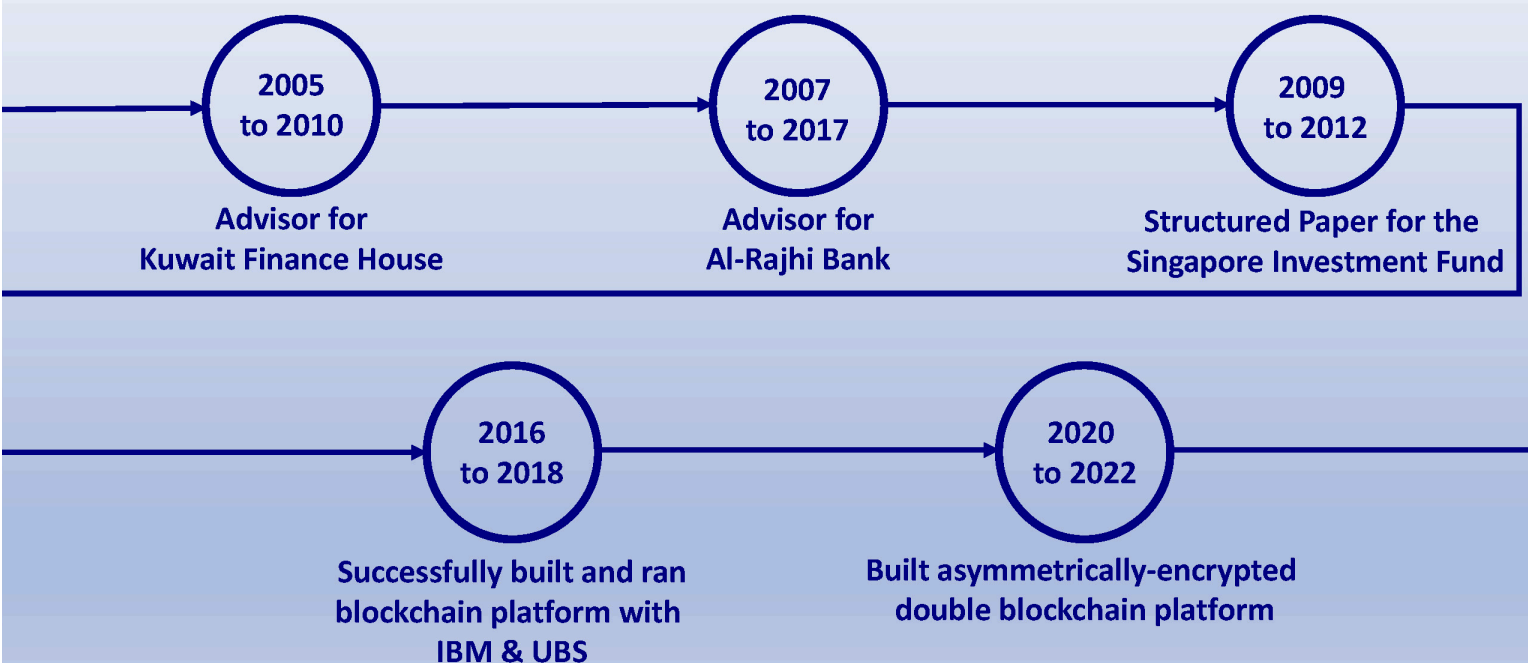 2005
to 2010
Advisor for
Kuwait Finance House
2007
to 2017
Advisor for
Al-Rajhi Bank
2009
to 2012
Structured Paper for the
Singapore Investment Fund
2016
to 2018
Successfully built and ran
blockchain platform with
IBM & UBS
2020
to 2022
Built asymmetrically-encrypted
double blockchain platform